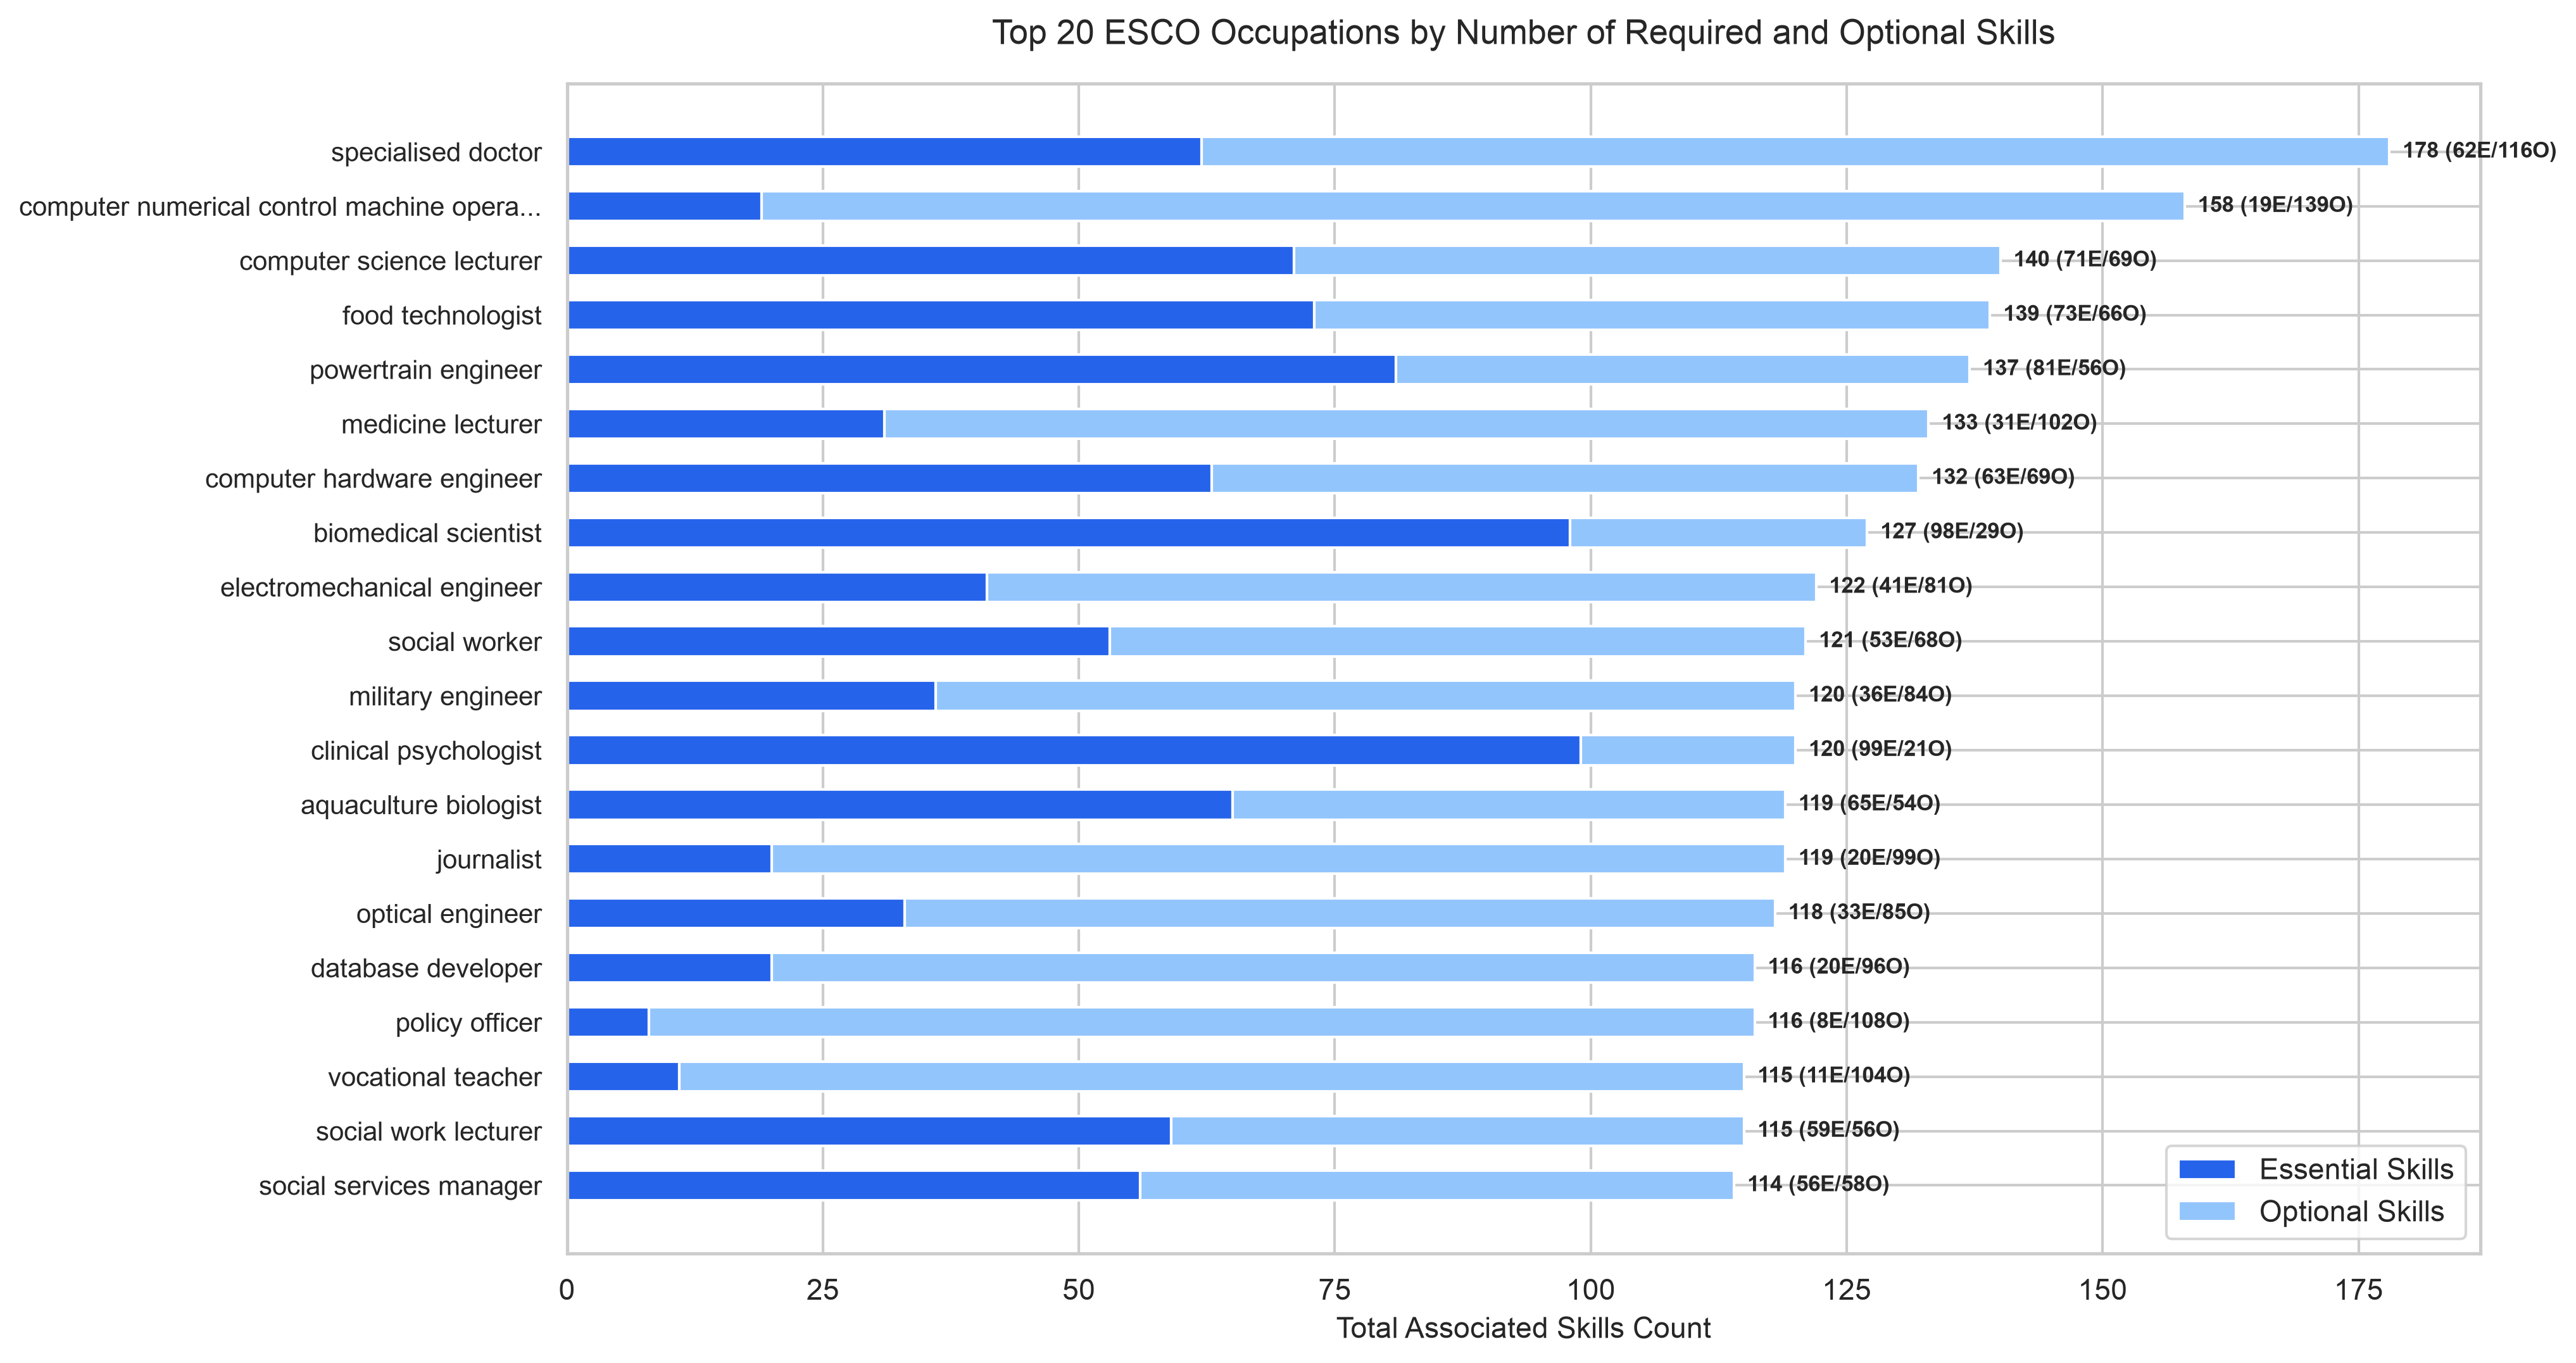 Top 20 ESCO Occupations by Number of Required and Optional Skills
specialised doctor 178 (62E/116O)
computer numerical control machine opera... 158 (19E/139O)
computer science lecturer 140 (71E/69O)
food technologist 139 (73E/66O)
powertrain engineer 137 (81E/56O)
medicine lecturer 133 (31E/102O)
computer hardware engineer 132 (63E/69O)
biomedical scientist 127 (98E/29O)
electromechanical engineer 122 (41E/81O)
social worker 121 (53E/68O)
military engineer 120 (36E/84O)
clinical psychologist 120 (99E/21O)
aquaculture biologist 119 (65E/54O)
journalist 119 (20E/99O)
optical engineer 118 (33E/85O)
database developer 116 (20E/96O)
policy officer 116 (8E/108O)
vocational teacher 115 (11E/104O)
social work lecturer 115 (59E/56O)
social services manager 114 (56E/58O)
Essential Skills
Optional Skills
0 25 50 75 100 125 150 175
Total Associated Skills Count